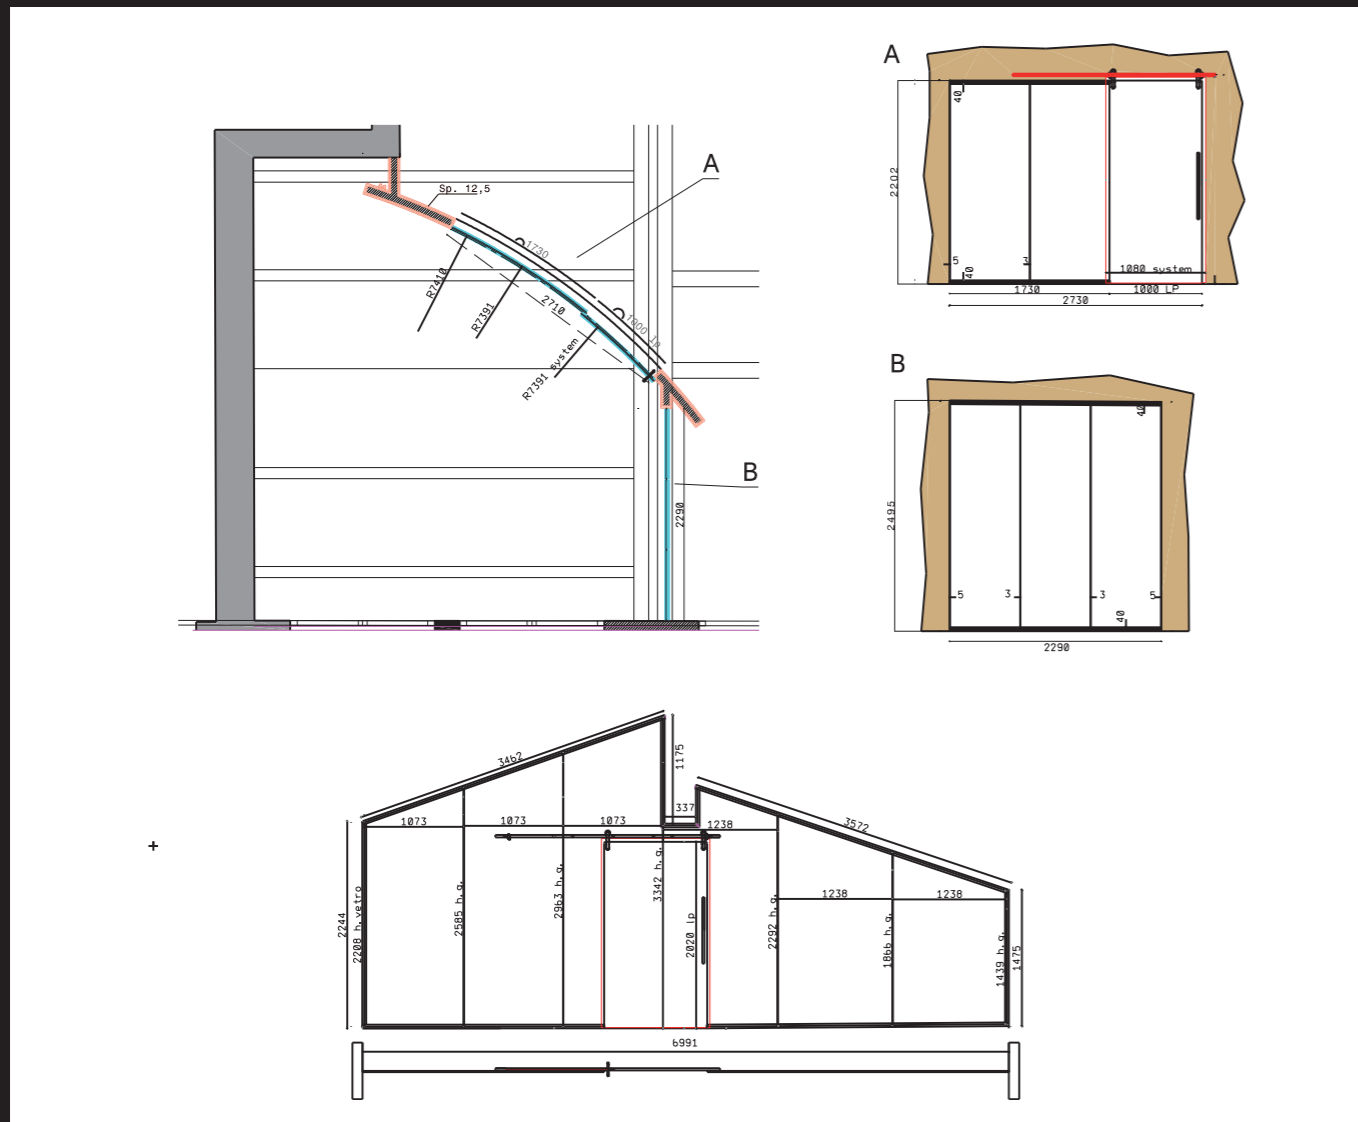 A
Sp. 12,5
1730
R7410
R7391
2710
1000 lp
R7391 system
B
2290
A
40
2202
5
3
40
1080 system
1730
1000 LP
2730
B
40
2495
5
3
3
5
40
2290
3462
1175
337
1073
1073
1073
1238
3572
1238
1238
2244
2208 h.vetro
2585 h.g.
2963 h.g.
3342 h.g.
2020 lp
2292 h.g.
1866 h.g.
1439 h.g.
1475
6991